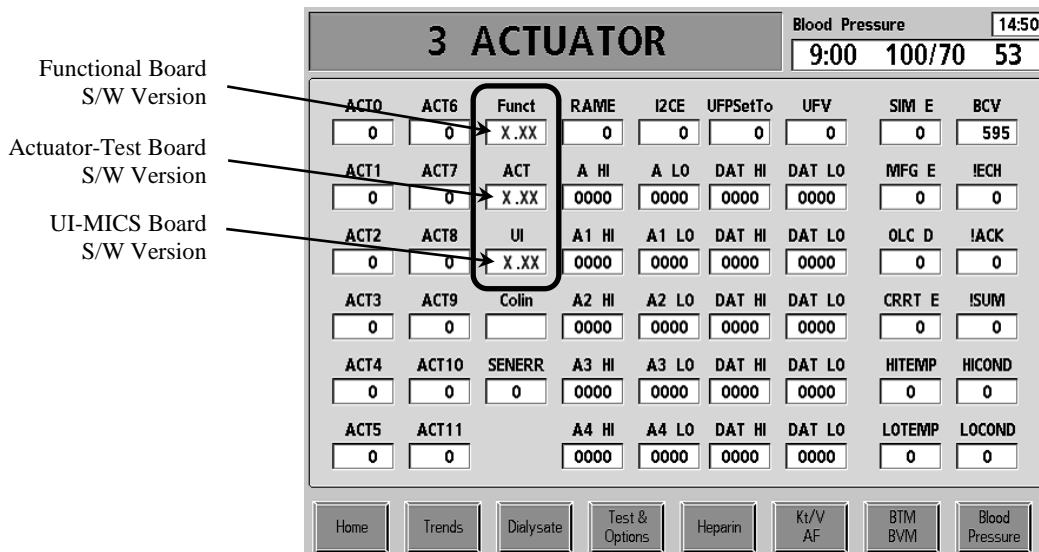 3 ACTUATOR
Blood Pressure 14:50
9:00 100/70 53
Functional Board
S/W Version
Actuator-Test Board
S/W Version
UI-MICS Board
S/W Version
ACT0 ACT6 Funct RAME I2CE UFPSetTo UFV SIM E BCV
0 0 X.XX 0 0 0 0 0 595
ACT1 ACT7 ACT A HI A LO DAT HI DAT LO MFG E !ECH
0 0 X.XX 0000 0000 0000 0000 0 0
ACT2 ACT8 UI A1 HI A1 LO DAT HI DAT LO OLC D !ACK
0 0 X.XX 0000 0000 0000 0000 0 0
ACT3 ACT9 Colin A2 HI A2 LO DAT HI DAT LO CRRT E !SUM
0 0 0000 0000 0000 0000 0 0
ACT4 ACT10 SENERR A3 HI A3 LO DAT HI DAT LO HITEMP HICOND
0 0 0 0000 0000 0000 0000 0 0
ACT5 ACT11 A4 HI A4 LO DAT HI DAT LO LOTEMP LOCOND
0 0 0000 0000 0000 0000 0 0
Home Trends Dialysate Test & Options Heparin Kt/V AF BTM BVM Blood Pressure